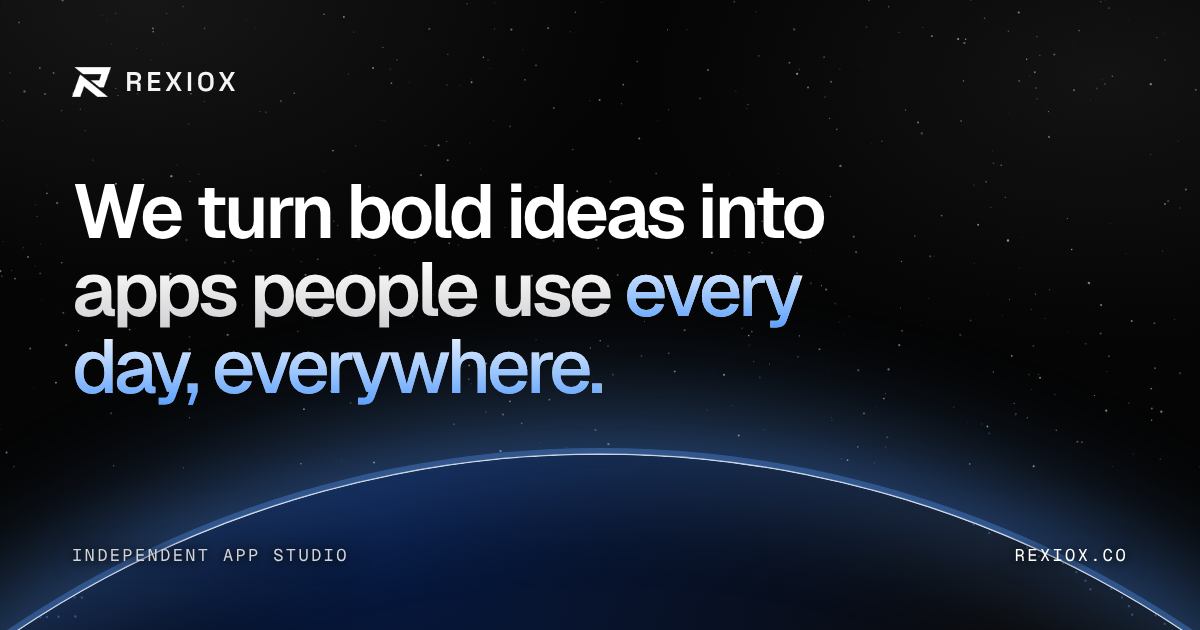 REXIOX
We turn bold ideas into
apps people use every
day, everywhere.
INDEPENDENT APP STUDIO
REXIOX.CO